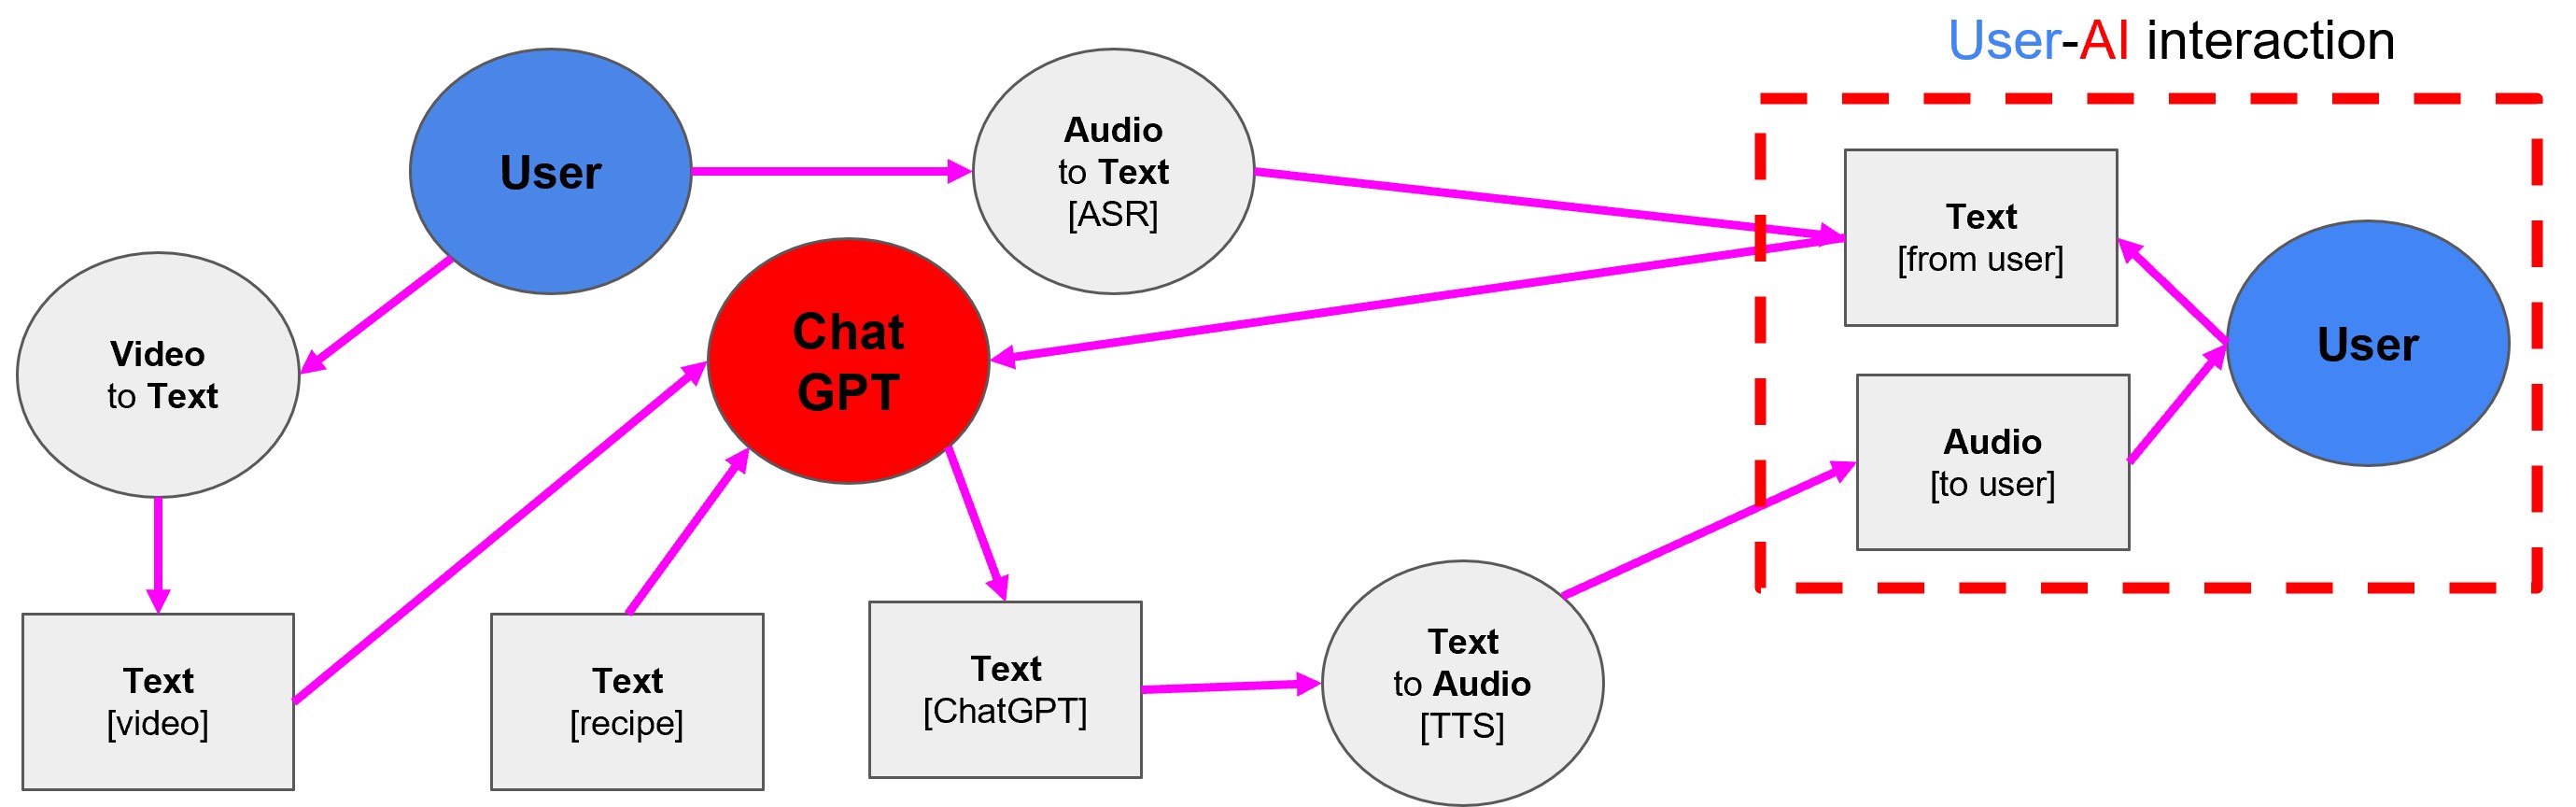 User-AI interaction
User
Audio
to Text
[ASR]
Text
[from user]
User
Chat
GPT
Video
to Text
Audio
[to user]
Text
[video]
Text
[recipe]
Text
[ChatGPT]
Text
to Audio
[TTS]